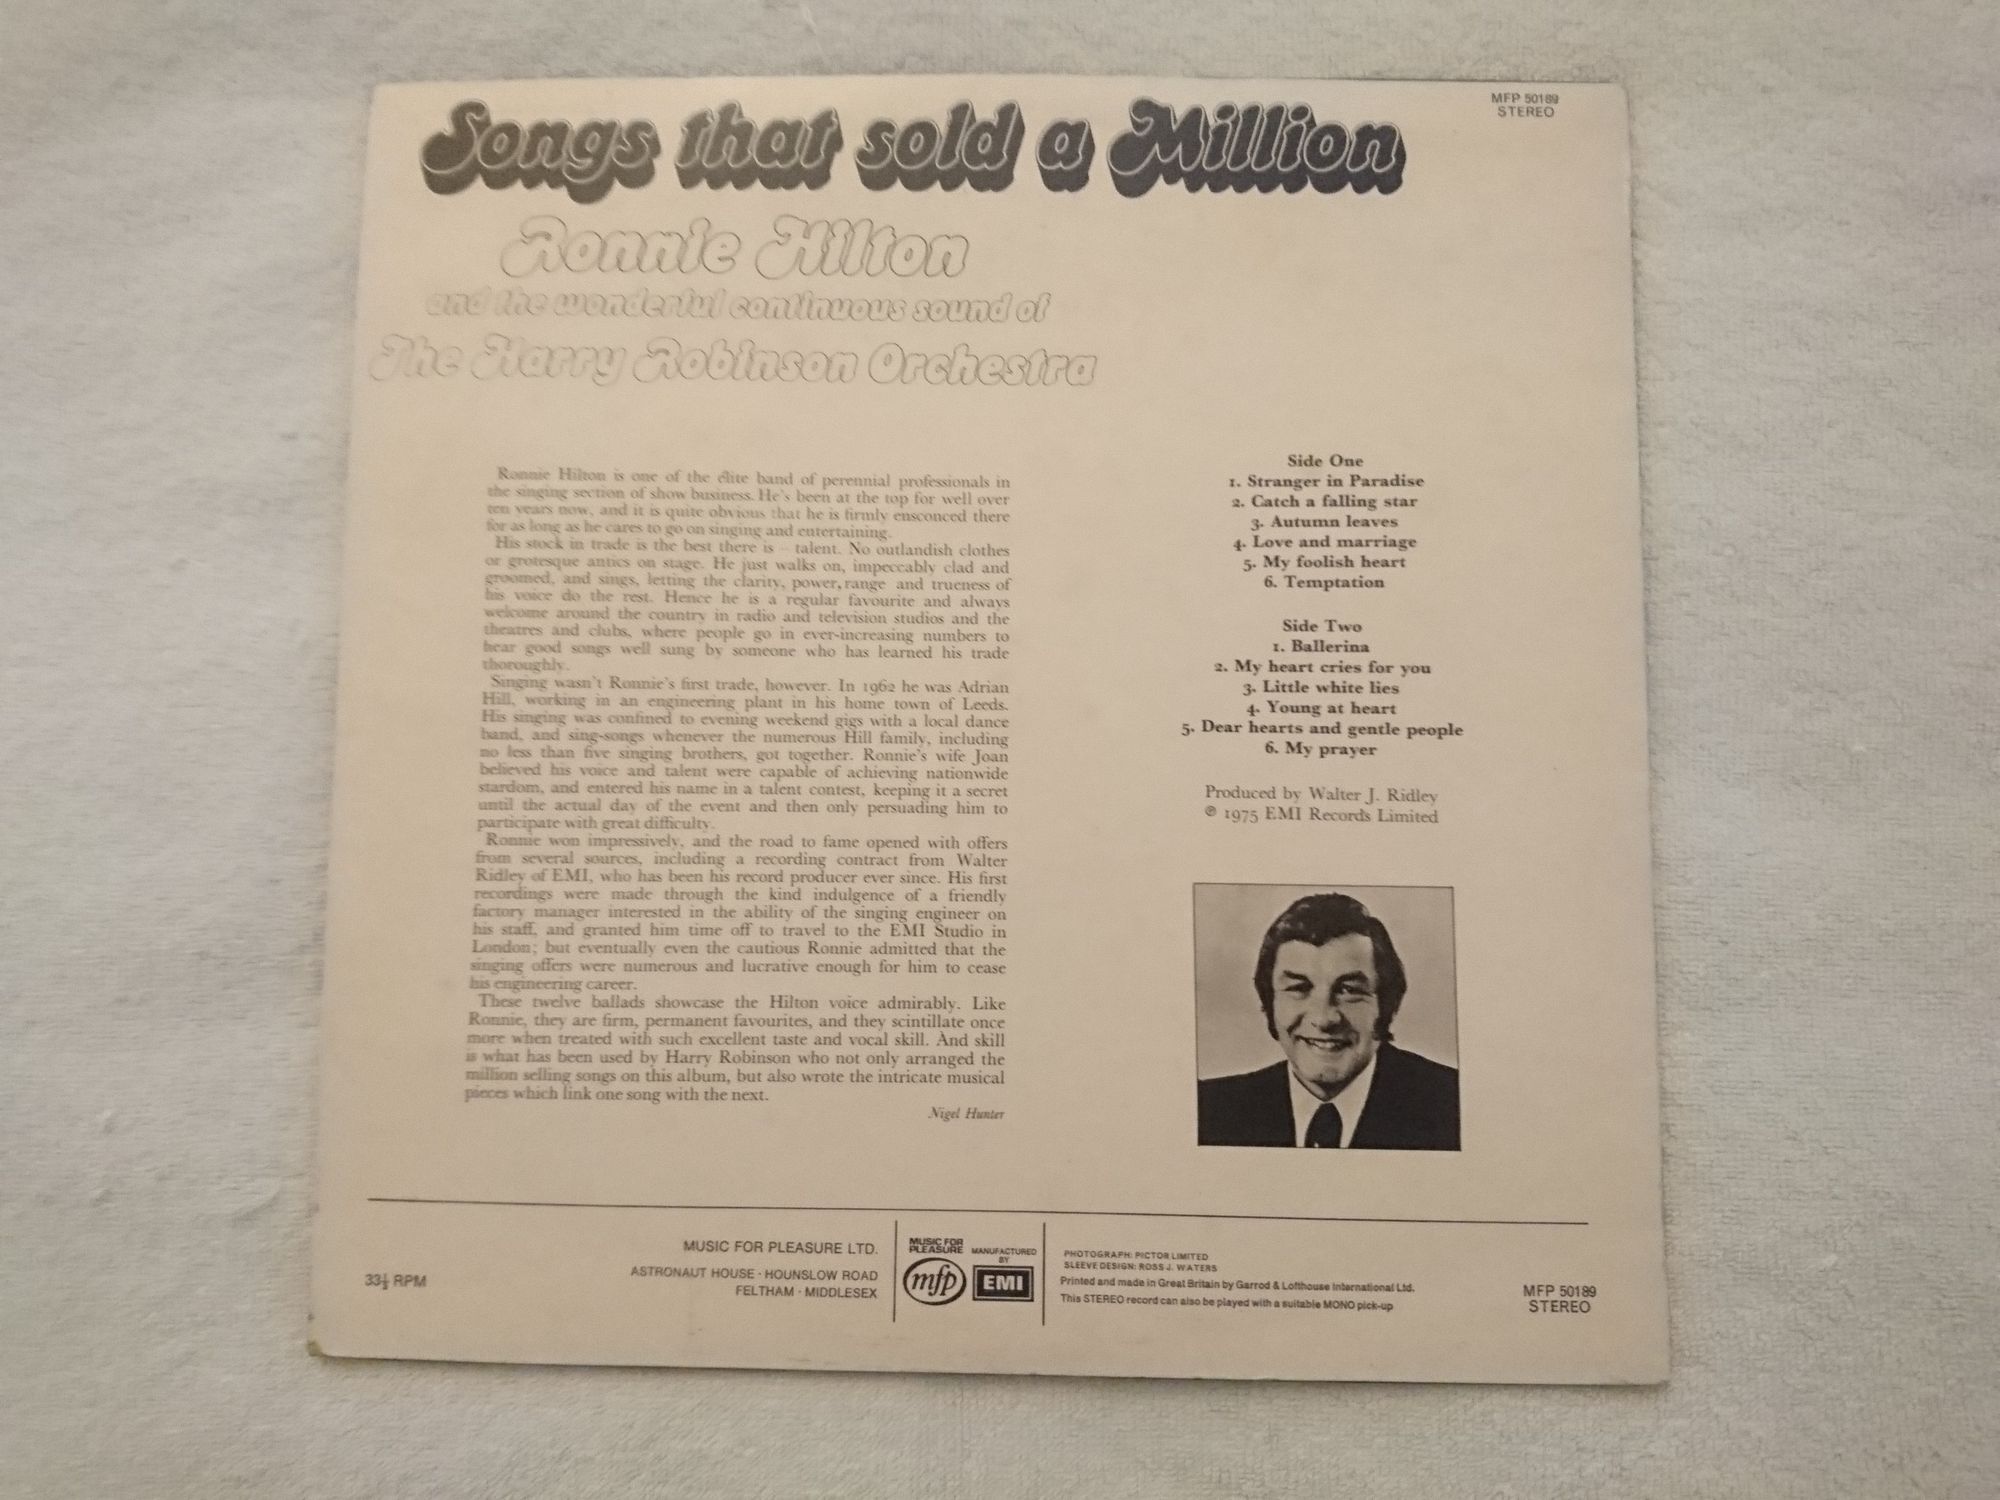 MFP 50189
STEREO
Songs that sold a Million
Ronnie Hilton
and the wonderful continuous sound of
The Harry Robinson Orchestra
Ronnie Hilton is one of the élite band of perennial professionals in
the singing section of show business. He's been at the top for well over
ten years now, and it is quite obvious that he is firmly ensconced there
for as long as he cares to go on singing and entertaining.
His stock in trade is the best there is – talent. No outlandish clothes
or grotesque antics on stage. He just walks on, impeccably clad and
groomed, and sings, letting the clarity, power, range and trueness of
his voice do the rest. Hence he is a regular favourite and always
welcome around the country in radio and television studios and the
theatres and clubs, where people go in ever-increasing numbers to
hear good songs well sung by someone who has learned his trade
thoroughly.
Singing wasn't Ronnie's first trade, however. In 1962 he was Adrian
Hill, working in an engineering plant in his home town of Leeds.
His singing was confined to evening weekend gigs with a local dance
band, and sing-songs whenever the numerous Hill family, including
no less than five singing brothers, got together. Ronnie's wife Joan
believed his voice and talent were capable of achieving nationwide
stardom, and entered his name in a talent contest, keeping it a secret
until the actual day of the event and then only persuading him to
participate with great difficulty.
Ronnie won impressively, and the road to fame opened with offers
from several sources, including a recording contract from Walter
Ridley of EMI, who has been his record producer ever since. His first
recordings were made through the kind indulgence of a friendly
factory manager interested in the ability of the singing engineer on
his staff, and granted him time off to travel to the EMI Studio in
London; but eventually even the cautious Ronnie admitted that the
singing offers were numerous and lucrative enough for him to cease
his engineering career.
These twelve ballads showcase the Hilton voice admirably. Like
Ronnie, they are firm, permanent favourites, and they scintillate once
more when treated with such excellent taste and vocal skill. And skill
is what has been used by Harry Robinson who not only arranged the
million selling songs on this album, but also wrote the intricate musical
pieces which link one song with the next.
Nigel Hunter
Side One
1. Stranger in Paradise
2. Catch a falling star
3. Autumn leaves
4. Love and marriage
5. My foolish heart
6. Temptation
Side Two
1. Ballerina
2. My heart cries for you
3. Little white lies
4. Young at heart
5. Dear hearts and gentle people
6. My prayer
Produced by Walter J. Ridley
℗ 1975 EMI Records Limited
33⅓ RPM
MUSIC FOR PLEASURE LTD.
ASTRONAUT HOUSE · HOUNSLOW ROAD
FELTHAM · MIDDLESEX
MUSIC FOR
PLEASURE
mfp
MANUFACTURED
BY
EMI
PHOTOGRAPH: PICTOR LIMITED
SLEEVE DESIGN: ROSS J. WATERS
Printed and made in Great Britain by Garrod & Lofthouse International Ltd.
This STEREO record can also be played with a suitable MONO pick-up
MFP 50189
STEREO